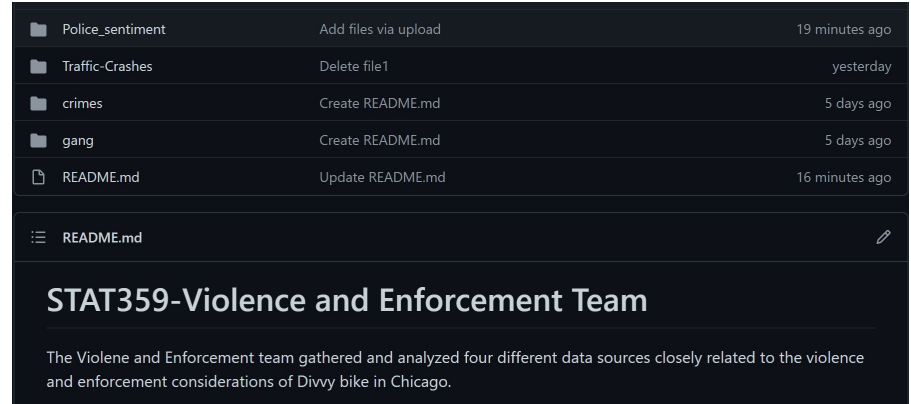 Police_sentiment Add files via upload 19 minutes ago
Traffic-Crashes Delete file1 yesterday
crimes Create README.md 5 days ago
gang Create README.md 5 days ago
README.md Update README.md 16 minutes ago
README.md
STAT359-Violence and Enforcement Team
The Violene and Enforcement team gathered and analyzed four different data sources closely related to the violence
and enforcement considerations of Divvy bike in Chicago.